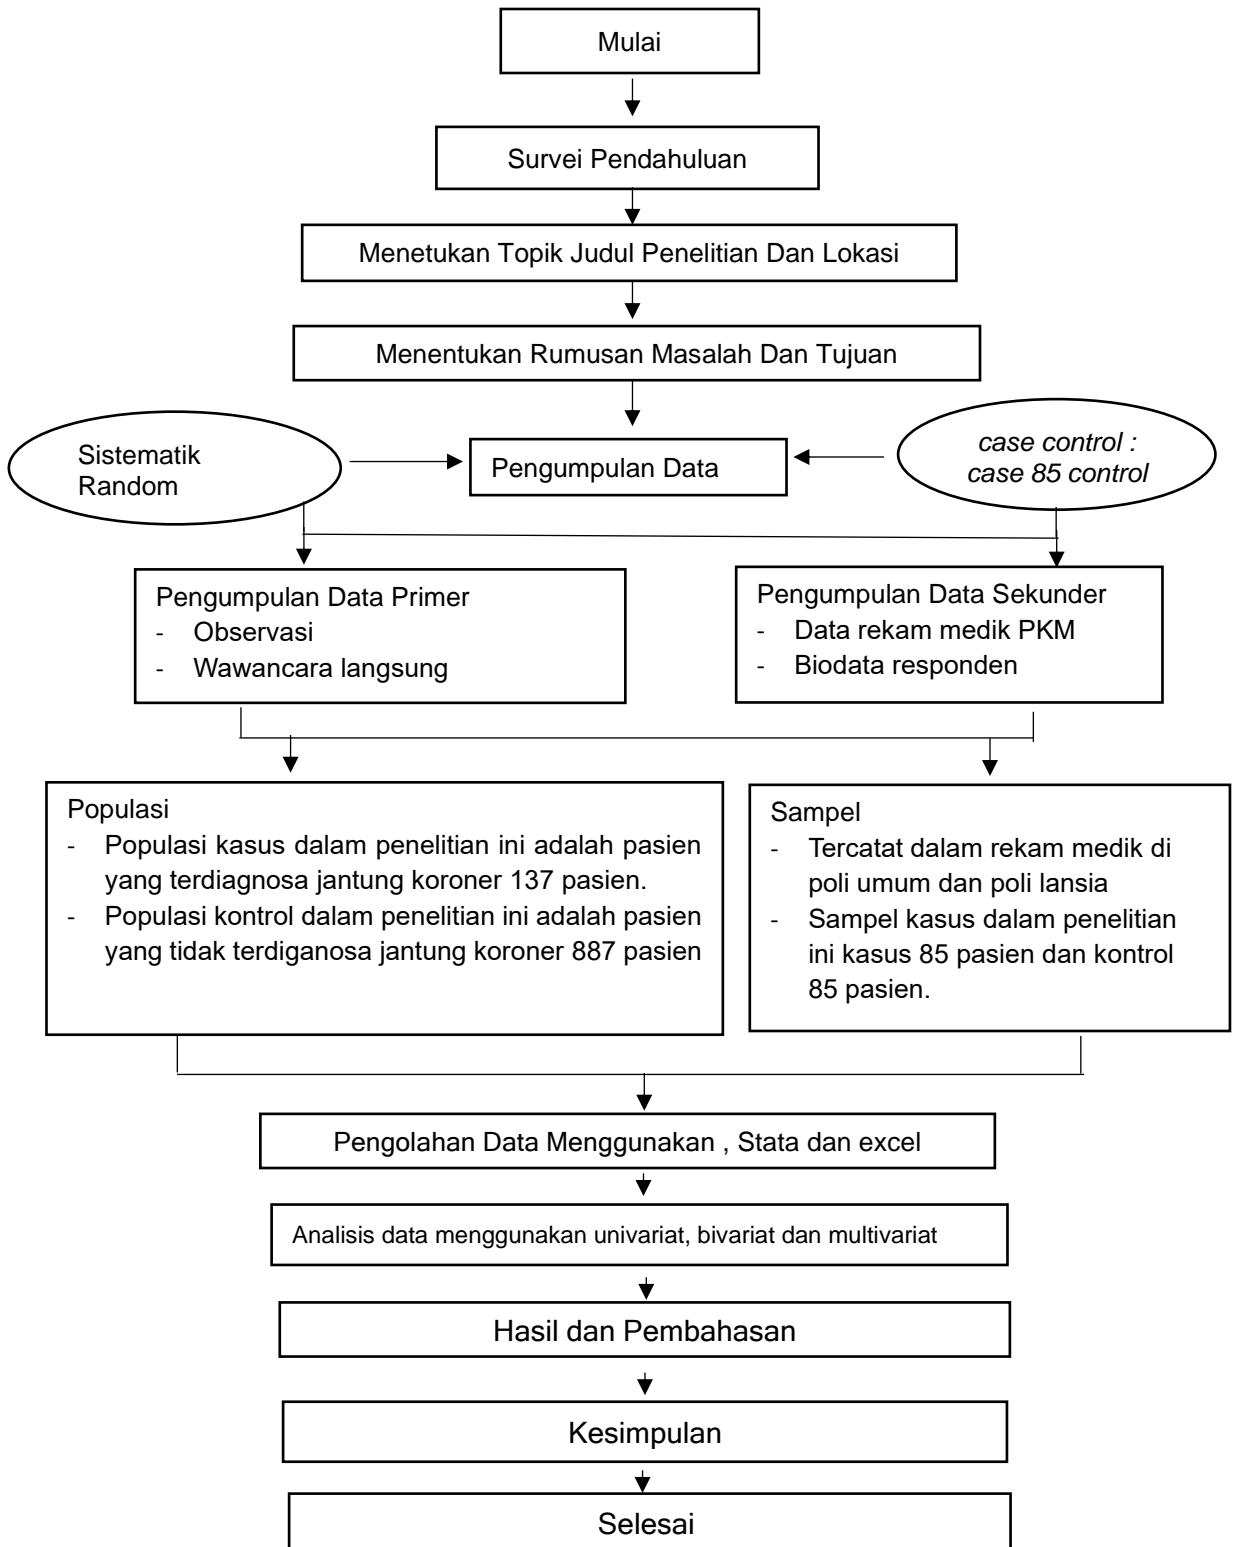 Mulai
Survei Pendahuluan
Menetukan Topik Judul Penelitian Dan Lokasi
Menentukan Rumusan Masalah Dan Tujuan
Sistematik
Random
Pengumpulan Data
case control :
case 85 control
Pengumpulan Data Primer
- Observasi
- Wawancara langsung
Pengumpulan Data Sekunder
- Data rekam medik PKM
- Biodata responden
Populasi
- Populasi kasus dalam penelitian ini adalah pasien
yang terdiagnosa jantung koroner 137 pasien.
- Populasi kontrol dalam penelitian ini adalah pasien
yang tidak terdiganosa jantung koroner 887 pasien
Sampel
- Tercatat dalam rekam medik di
poli umum dan poli lansia
- Sampel kasus dalam penelitian
ini kasus 85 pasien dan kontrol
85 pasien.
Pengolahan Data Menggunakan , Stata dan excel
Analisis data menggunakan univariat, bivariat dan multivariat
Hasil dan Pembahasan
Kesimpulan
Selesai